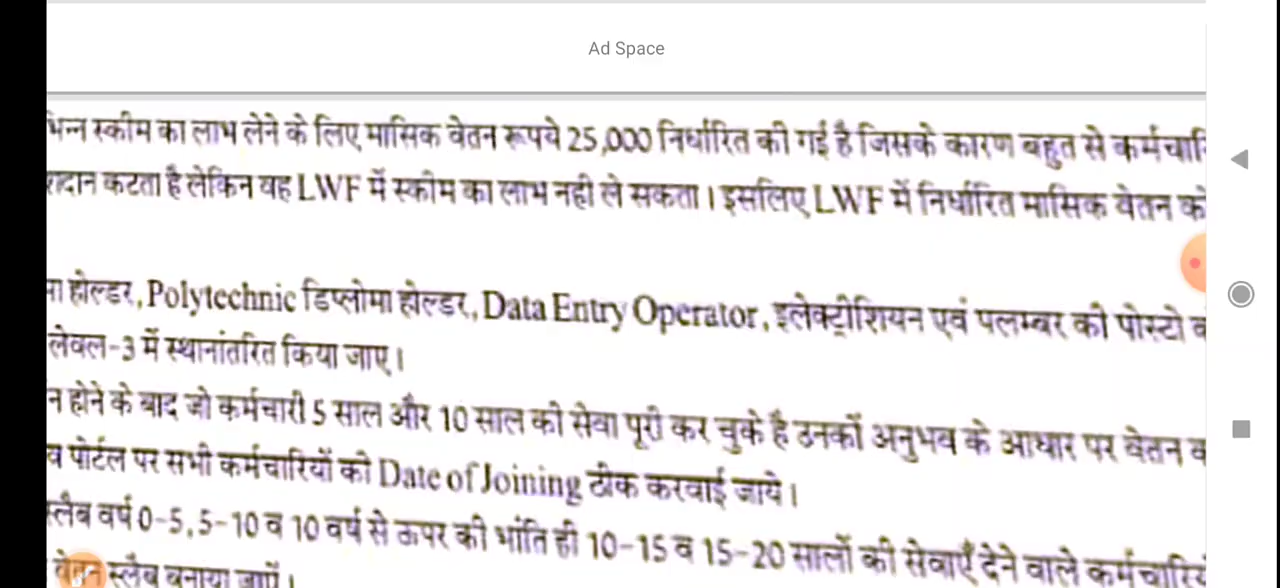 Ad Space
भिन्न स्कीम का लाभ लेने के लिए मासिक वेतन रूपये 25,000 निर्धारित की गई है जिसके कारण बहुत से कर्मचारि
शदान कटता है लेकिन वह LWF में स्कीम का लाभ नही ले सकता। इसलिए LWF में निर्धारित मासिक वेतन को
मा होल्डर, Polytechnic डिप्लोमा होल्डर, Data Entry Operator, इलेक्ट्रीशियन एवं पलम्बर की पोस्टो
लेवल-3 में स्थानांतरित किया जाए।
न होने के बाद जो कर्मचारी 5 साल और 10 साल की सेवा पूरी कर चुके है उनकों अनुभव के आधार पर वेतन
व पोर्टल पर सभी कर्मचारियों की Date of Joining ठीक करवाई जाये।
स्लैब वर्ष 0-5, 5-10 व 10 वर्ष से ऊपर की भांति ही 10-15 व 15-20 सालों की सेवाएँ देने वाले कर्मचारिय
वेतन स्लैब बनाया जायें।